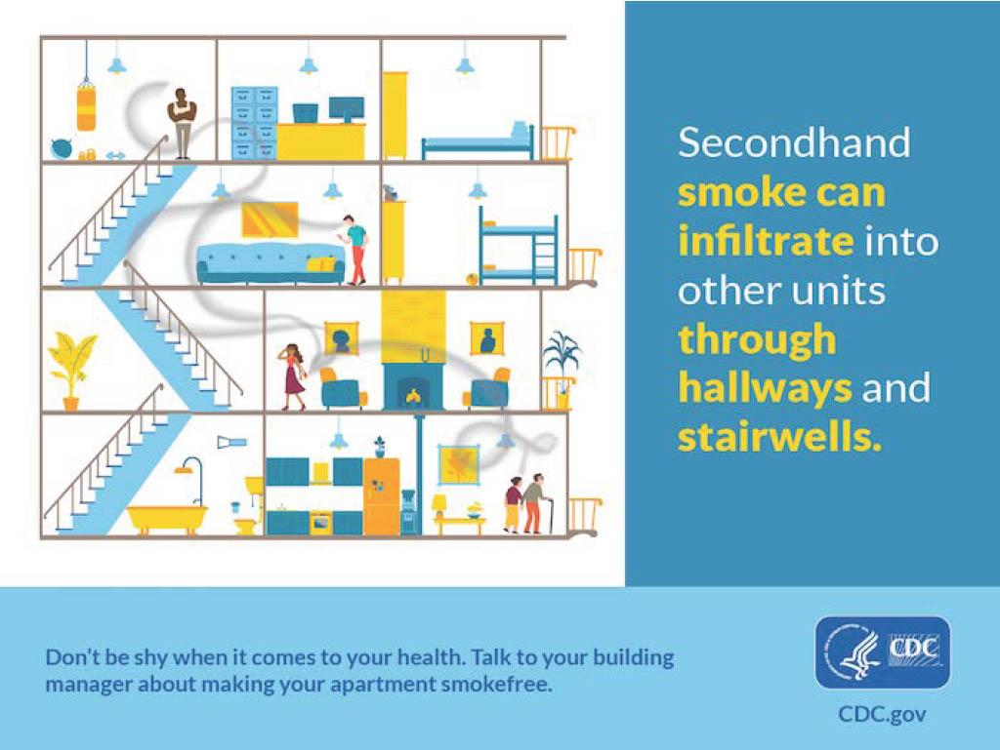 Secondhand
smoke can
infiltrate into
other units
through
hallways and
stairwells.
Don't be shy when it comes to your health. Talk to your building
manager about making your apartment smokefree.
CDC
CDC.gov